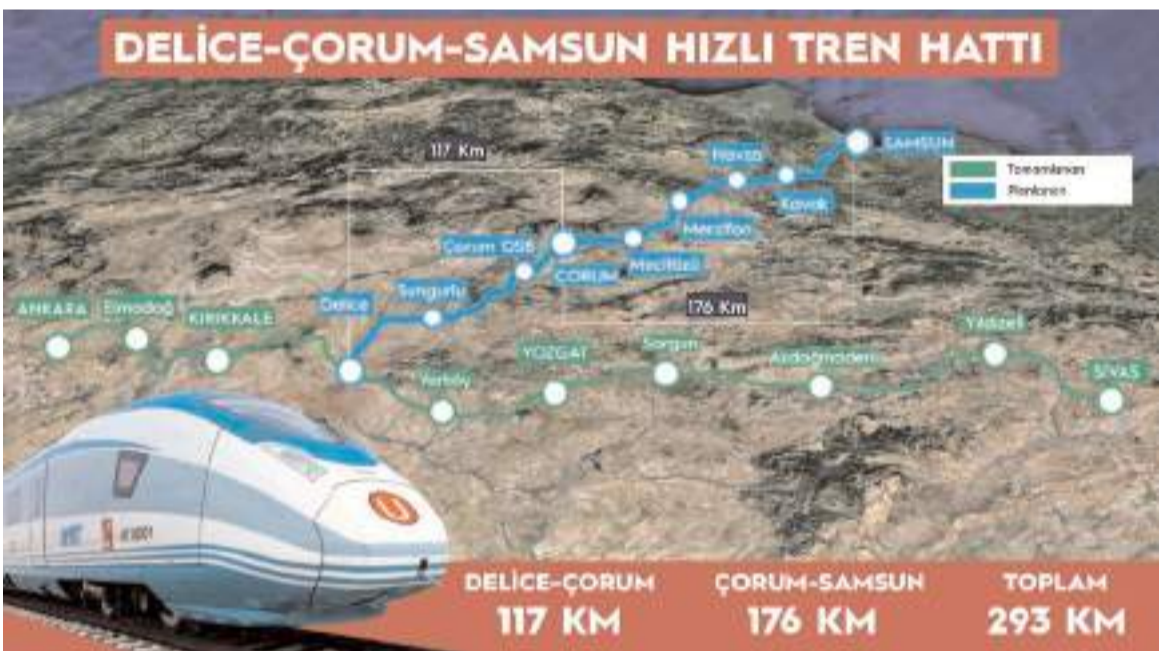 DELİCE-ÇORUM-SAMSUN HIZLI TREN HATTI
117 Km
SAMSUN
Havza
Tamamlanan
Planlanan
Kavak
Merzifon
Çorum OSB
ÇORUM
Mecitözü
Sungurlu
Delice
176 Km
ANKARA
Elmadağ
KIRIKKALE
Yıldızeli
YOZGAT
Sorgun
Akdağmadeni
SİVAS
Yerköy
DELİCE-ÇORUM
117 KM
ÇORUM-SAMSUN
176 KM
TOPLAM
293 KM